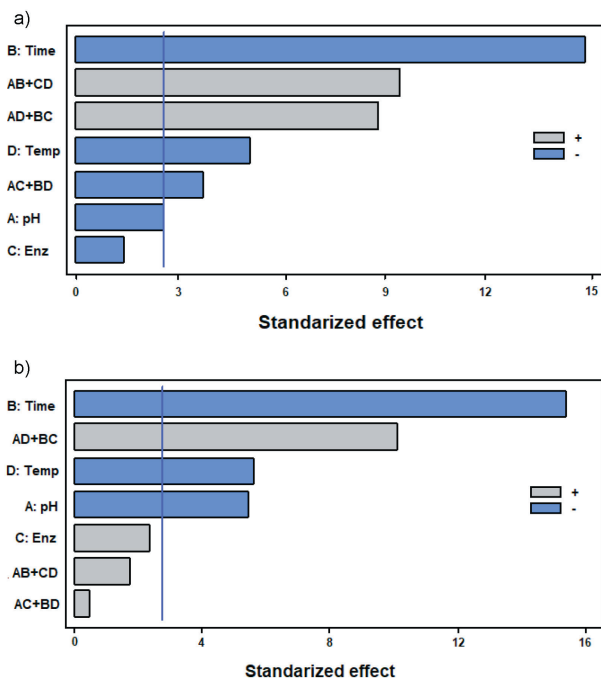 a)
B: Time
AB+CD
AD+BC
D: Temp
AC+BD
A: pH
C: Enz
+
-
0 3 6 9 12 15
Standarized effect
b)
B: Time
AD+BC
D: Temp
A: pH
C: Enz
AB+CD
AC+BD
+
-
0 4 8 12 16
Standarized effect